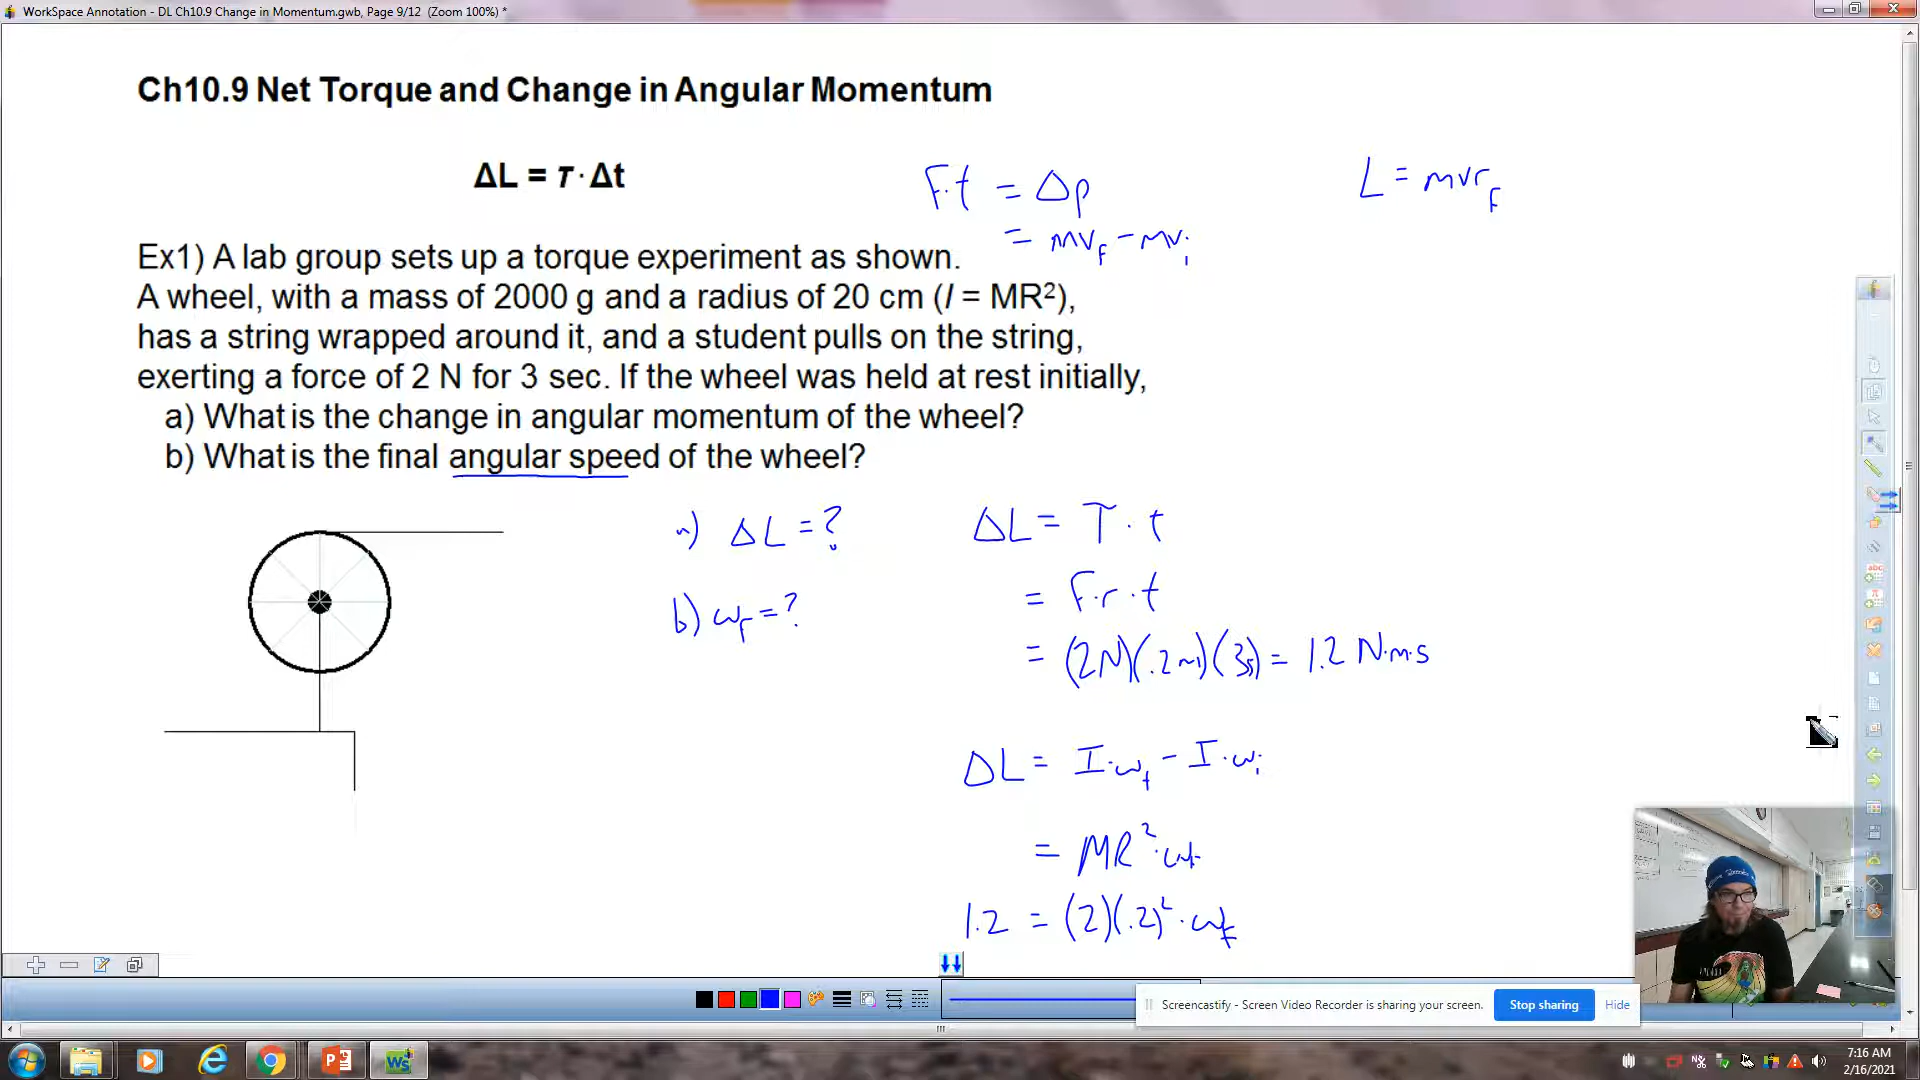 WorkSpace Annotation - DL Ch10.9 Change in Momentum.gwb, Page 9/12 (Zoom 100%) *
Ch10.9 Net Torque and Change in Angular Momentum
ΔL = τ · Δt
F·t = Δp
= mv_f - mv_i
L = mvr_f
Ex1) A lab group sets up a torque experiment as shown.
A wheel, with a mass of 2000 g and a radius of 20 cm (I = MR²),
has a string wrapped around it, and a student pulls on the string,
exerting a force of 2 N for 3 sec. If the wheel was held at rest initially,
a) What is the change in angular momentum of the wheel?
b) What is the final angular speed of the wheel?
a) ΔL = ?
b) ω_f = ?
ΔL = τ · t
= F·r·t
= (2N)(.2m)(3s) = 1.2 N·m·s
ΔL = I·ω_f - I·ω_i
= MR²·ω_f
1.2 = (2)(.2)²·ω_f
Screencastify - Screen Video Recorder is sharing your screen.
Stop sharing
Hide
7:16 AM
2/16/2021